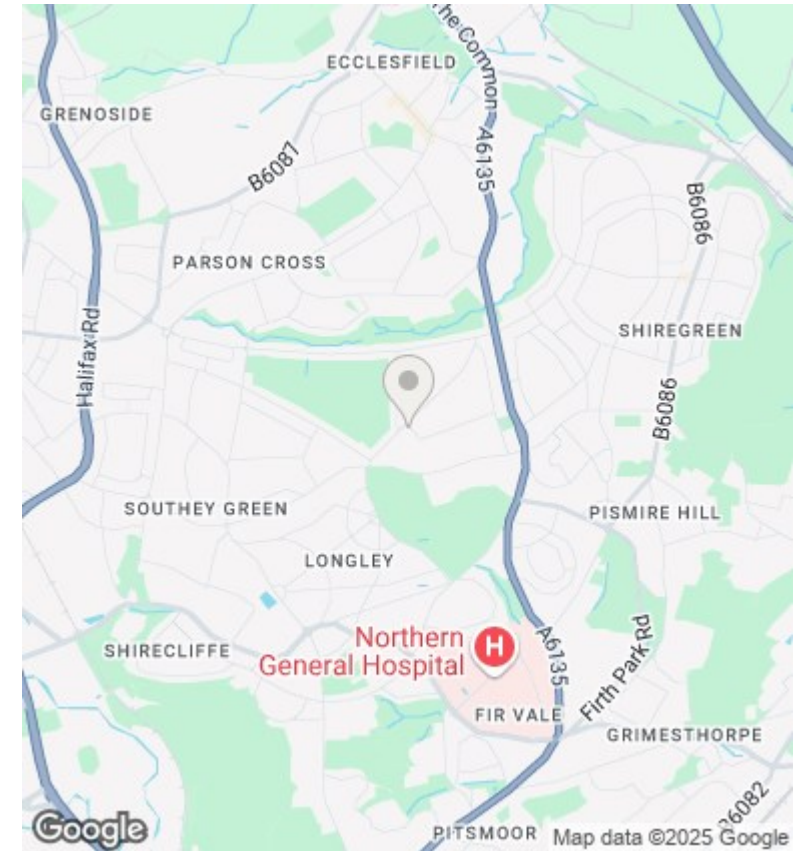 The Common
ECCLESFIELD
GRENOSIDE
B6087
A6135
B6086
PARSON CROSS
Halifax Rd
SHIREGREEN
B6086
SOUTHEY GREEN
PISMIRE HILL
LONGLEY
SHIRECLIFFE
Northern
General Hospital
H
A6135
Firth Park Rd
FIR VALE
GRIMESTHORPE
B6082
Google
PITSMOOR
Map data ©2025 Google